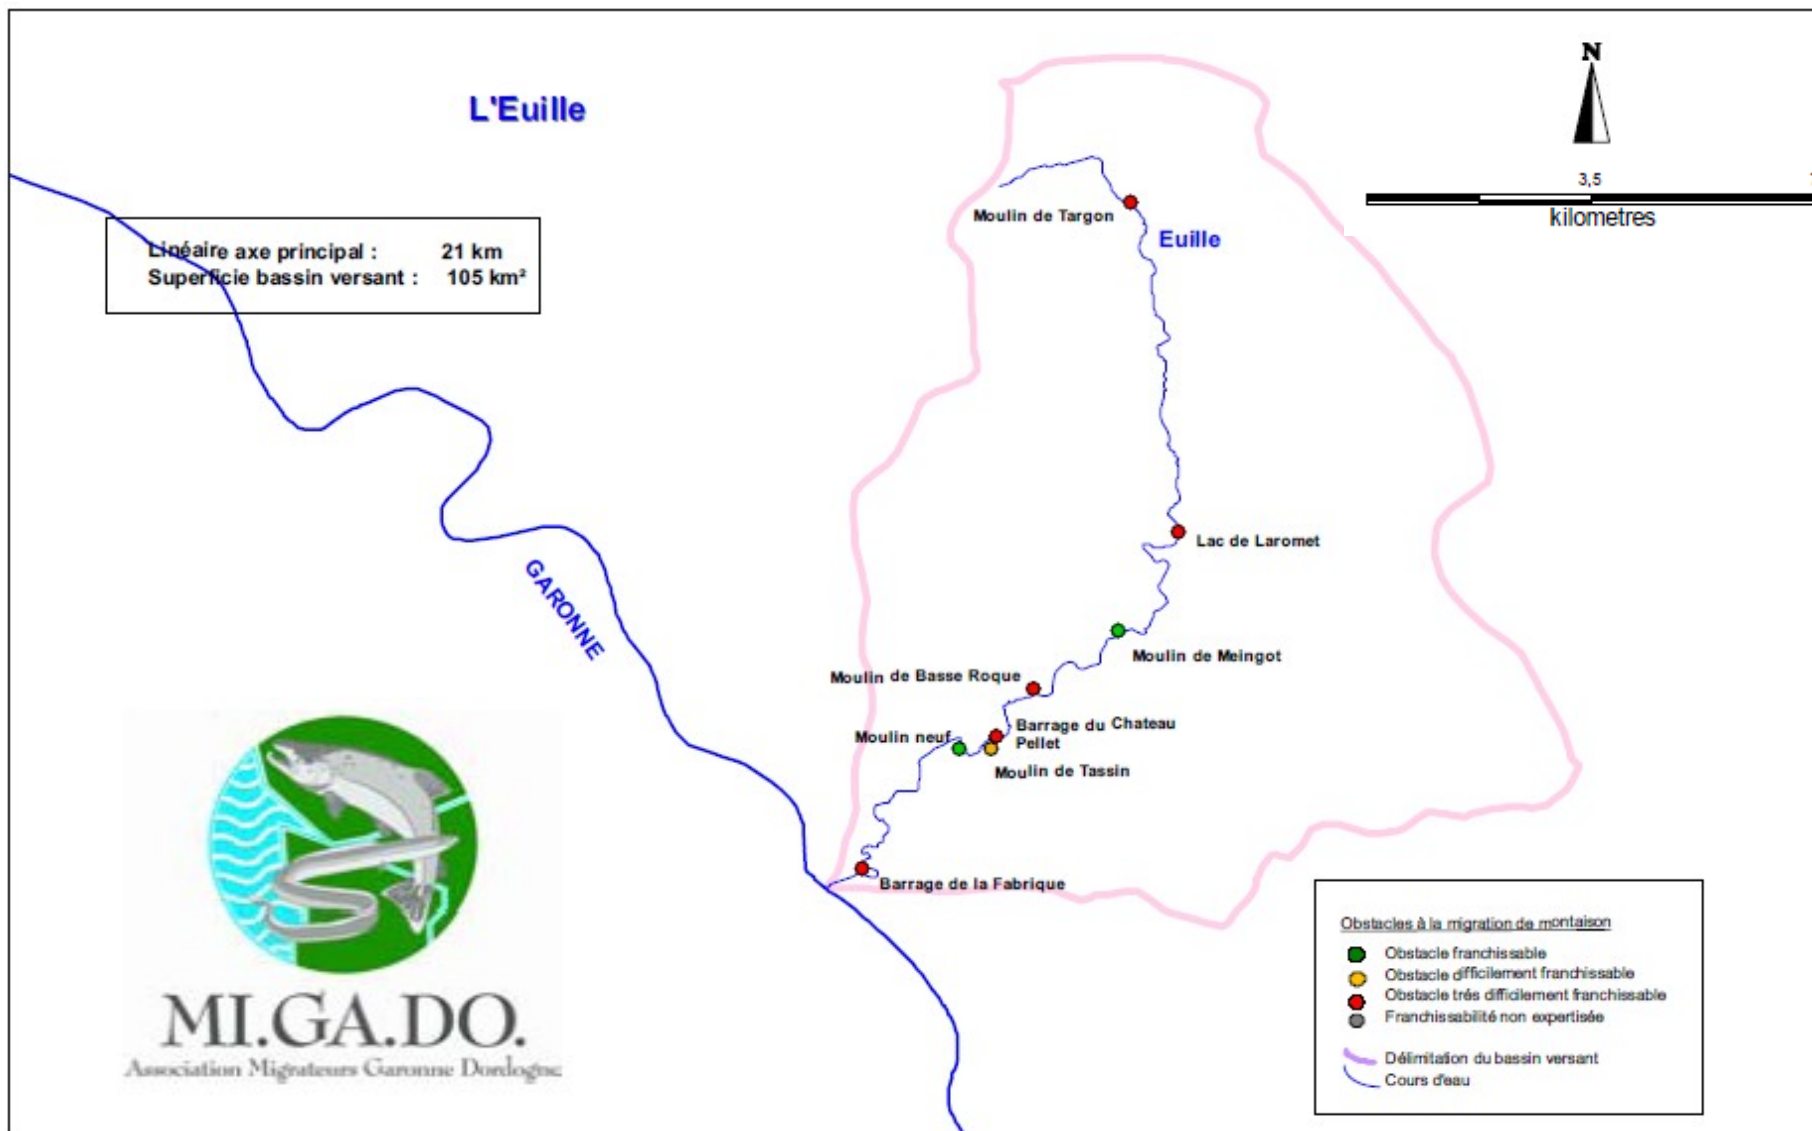 L'Euille
N
3,5
kilometres
Linéaire axe principal : 21 km
Superficie bassin versant : 105 km²
Moulin de Targon
Euille
Lac de Laromet
GARONNE
Moulin de Meingot
Moulin de Basse Roque
Barrage du Chateau
Pellet
Moulin neuf
Moulin de Tassin
Barrage de la Fabrique
MI.GA.DO.
Association Migrateurs Garonne Dordogne
Obstacles à la migration de montaison
Obstacle franchissable
Obstacle difficilement franchissable
Obstacle trés difficilement franchissable
Franchissabilité non expertisée
Délimitation du bassin versant
Cours d'eau